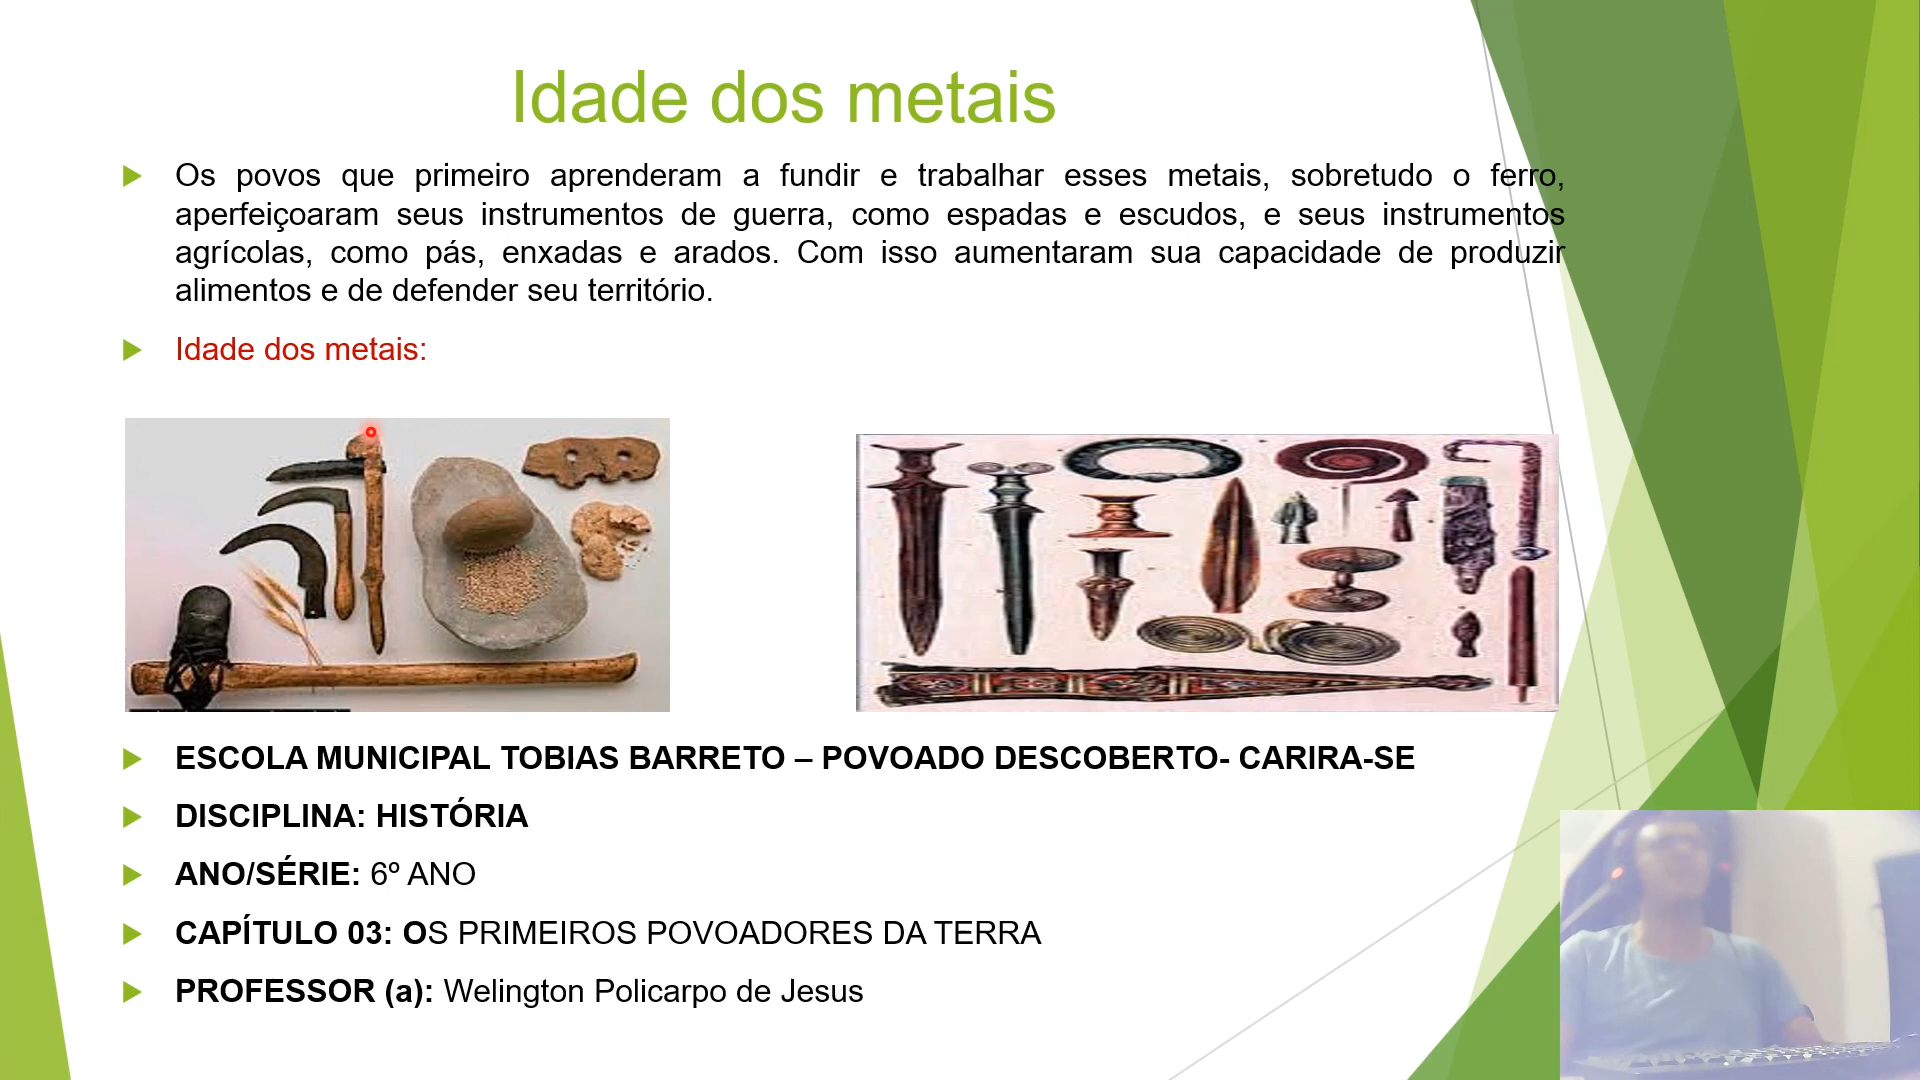 Idade dos metais
Os povos que primeiro aprenderam a fundir e trabalhar esses metais, sobretudo o ferro,
aperfeiçoaram seus instrumentos de guerra, como espadas e escudos, e seus instrumentos
agrícolas, como pás, enxadas e arados. Com isso aumentaram sua capacidade de produzir
alimentos e de defender seu território.
Idade dos metais:
ESCOLA MUNICIPAL TOBIAS BARRETO – POVOADO DESCOBERTO- CARIRA-SE
DISCIPLINA: HISTÓRIA
ANO/SÉRIE: 6º ANO
CAPÍTULO 03: OS PRIMEIROS POVOADORES DA TERRA
PROFESSOR (a): Welington Policarpo de Jesus